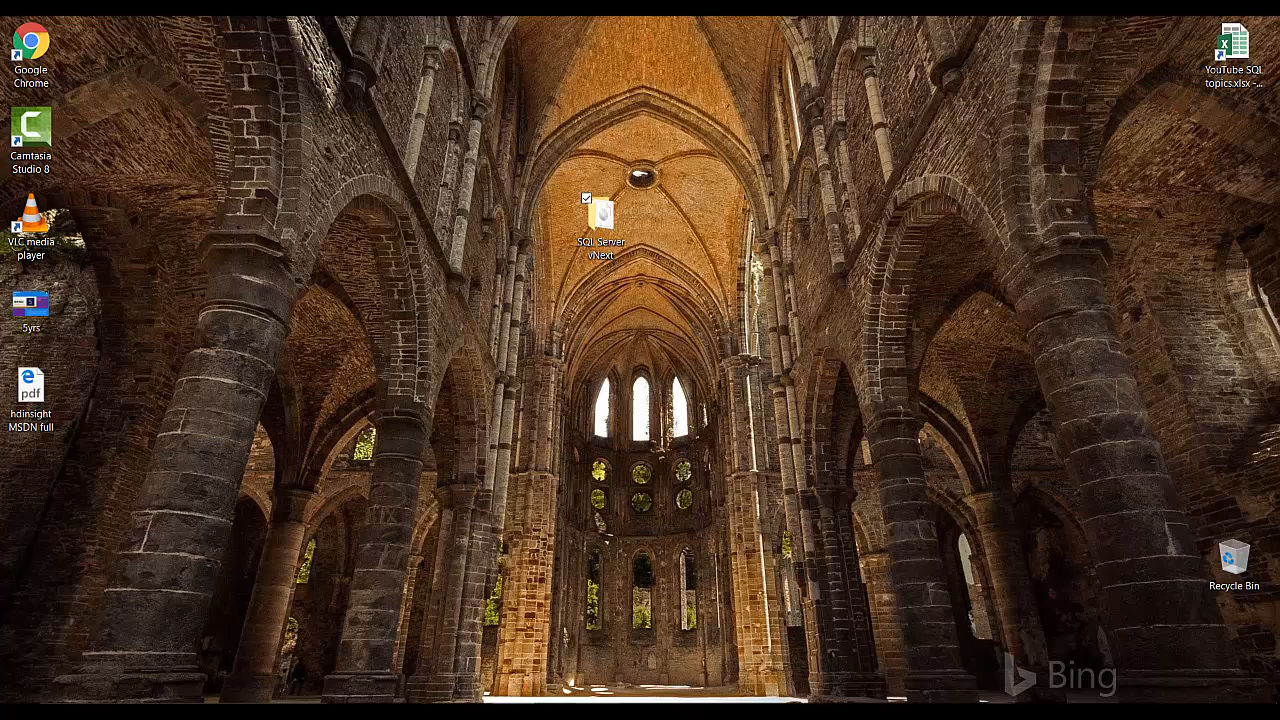 Google
Chrome
Camtasia
Studio 8
VLC media
player
5yrs
pdf
hdinsight
MSDN full
SQL Server
vNext
YouTube SQL
topics.xlsx -...
Recycle Bin
Bing